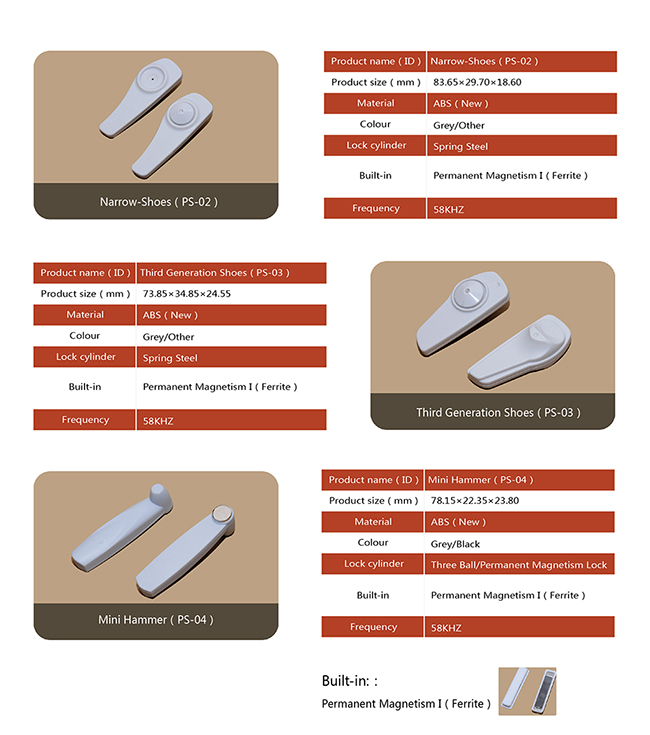 Narrow-Shoes ( PS-02 )
Product name ( ID ) Narrow-Shoes ( PS-02 )
Product size ( mm ) 83.65×29.70×18.60
Material ABS ( New )
Colour Grey/Other
Lock cylinder Spring Steel
Built-in Permanent Magnetism I ( Ferrite )
Frequency 58KHZ
Product name ( ID ) Third Generation Shoes ( PS-03 )
Product size ( mm ) 73.85×34.85×24.55
Material ABS ( New )
Colour Grey/Other
Lock cylinder Spring Steel
Built-in Permanent Magnetism I ( Ferrite )
Frequency 58KHZ
Third Generation Shoes ( PS-03 )
Mini Hammer ( PS-04 )
Product name ( ID ) Mini Hammer ( PS-04 )
Product size ( mm ) 78.15×22.35×23.80
Material ABS ( New )
Colour Grey/Black
Lock cylinder Three Ball/Permanent Magnetism Lock
Built-in Permanent Magnetism I ( Ferrite )
Frequency 58KHZ
Built-in: :
Permanent Magnetism I ( Ferrite )